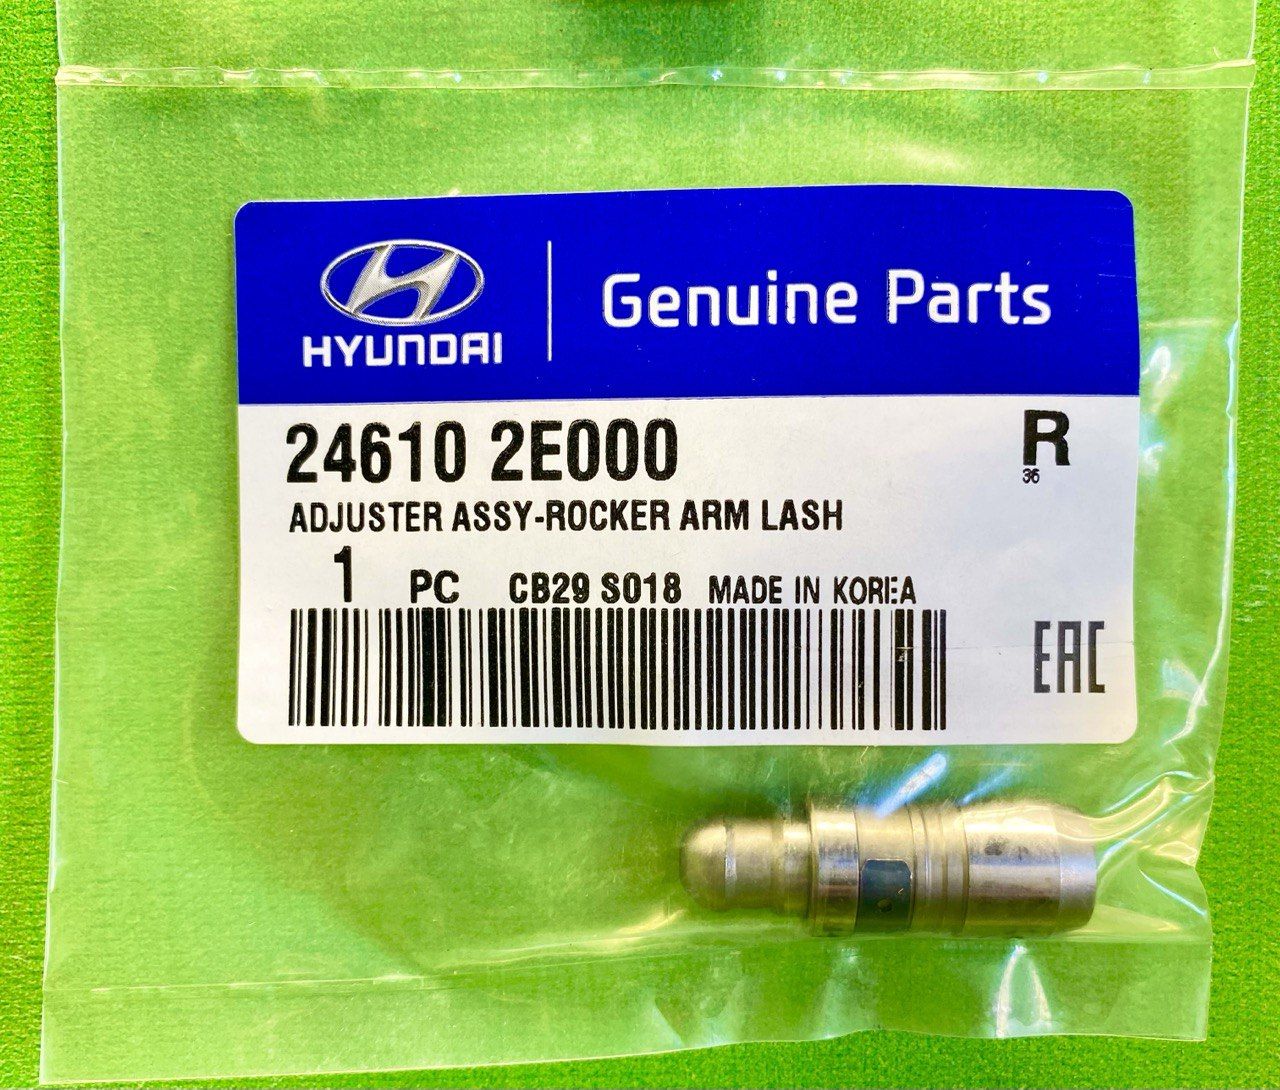 HYUNDAI
Genuine Parts
24610 2E000
R
36
ADJUSTER ASSY-ROCKER ARM LASH
1 PC CB29 S018 MADE IN KOREA
EAC